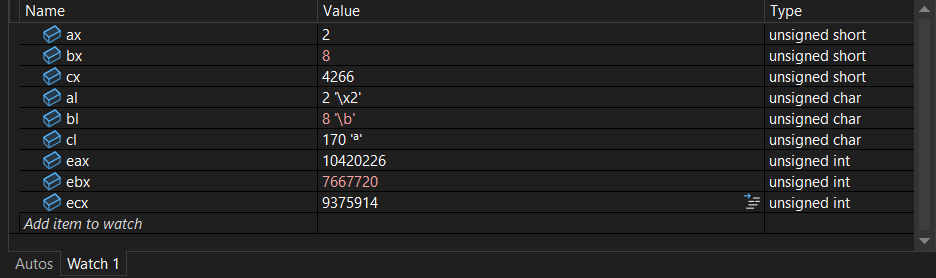 Name Value Type
ax 2 unsigned short
bx 8 unsigned short
cx 4266 unsigned short
al 2 '\x2' unsigned char
bl 8 '\b' unsigned char
cl 170 'ª' unsigned char
eax 10420226 unsigned int
ebx 7667720 unsigned int
ecx 9375914 unsigned int
Add item to watch
Autos Watch 1